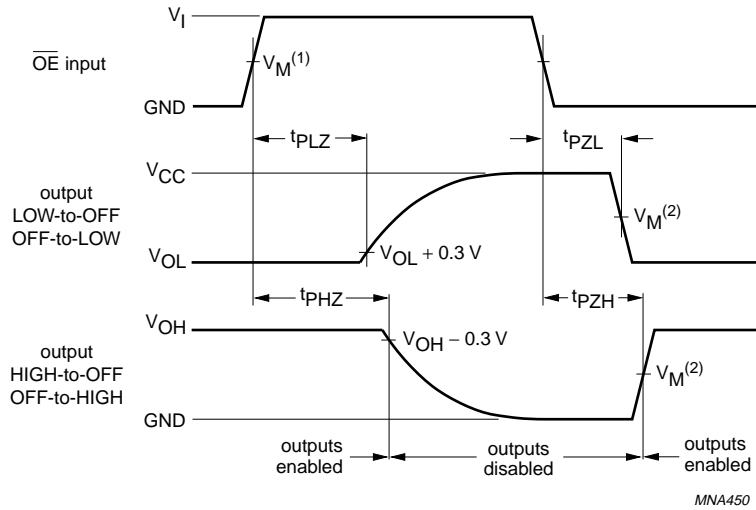 V_I
OE input
V_M^(1)
GND
t_PLZ
t_PZL
V_CC
output
LOW-to-OFF
OFF-to-LOW
V_M^(2)
V_OL
V_OL + 0.3 V
t_PHZ
t_PZH
V_OH
V_OH − 0.3 V
output
HIGH-to-OFF
OFF-to-HIGH
V_M^(2)
GND
outputs
enabled
outputs
disabled
outputs
enabled
MNA450